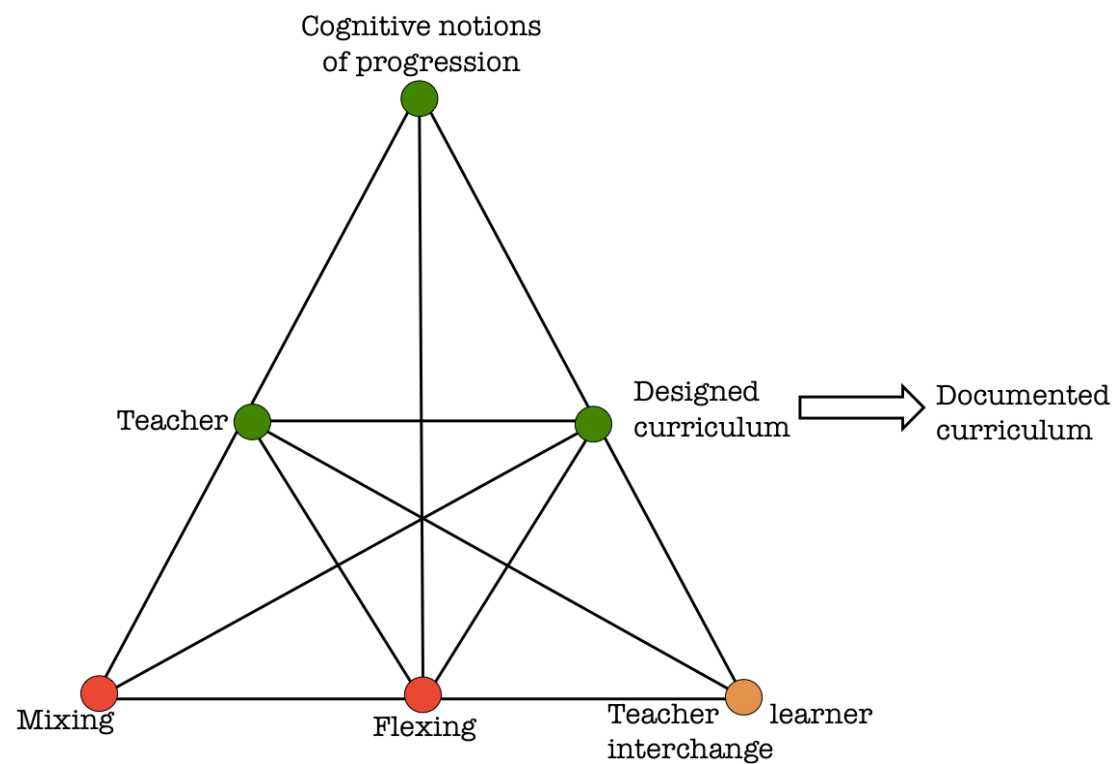 Cognitive notions
of progression
Teacher
Designed
curriculum
Documented
curriculum
Mixing
Flexing
Teacher learner
interchange